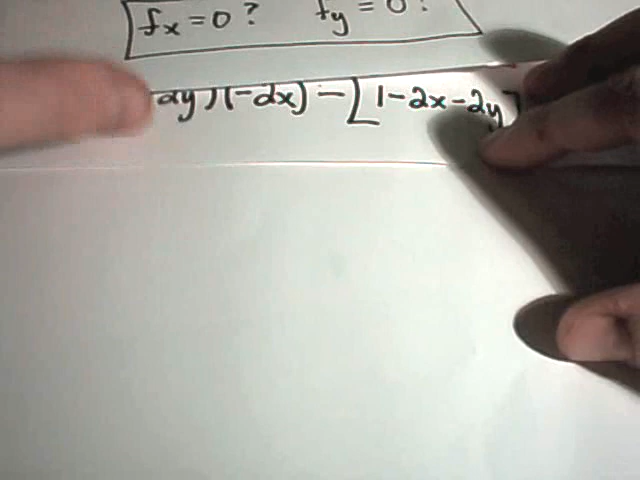 fx = 0 ? fy = 0 ?
2y)(-2x) - [1-2x-2y]